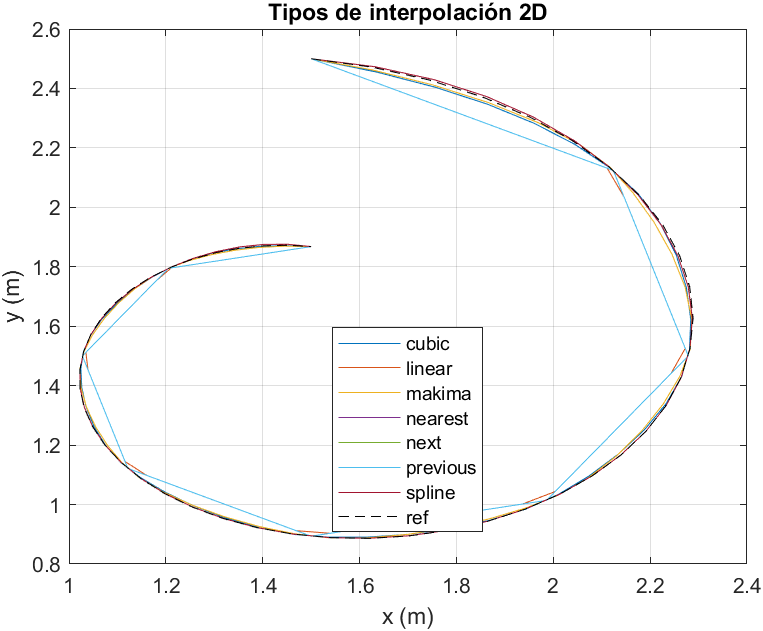 Tipos de interpolación 2D
2.6
2.4
2.2
2
1.8
1.6
1.4
1.2
1
0.8
y (m)
cubic
linear
makima
nearest
next
previous
spline
ref
1
1.2
1.4
1.6
1.8
2
2.2
2.4
x (m)